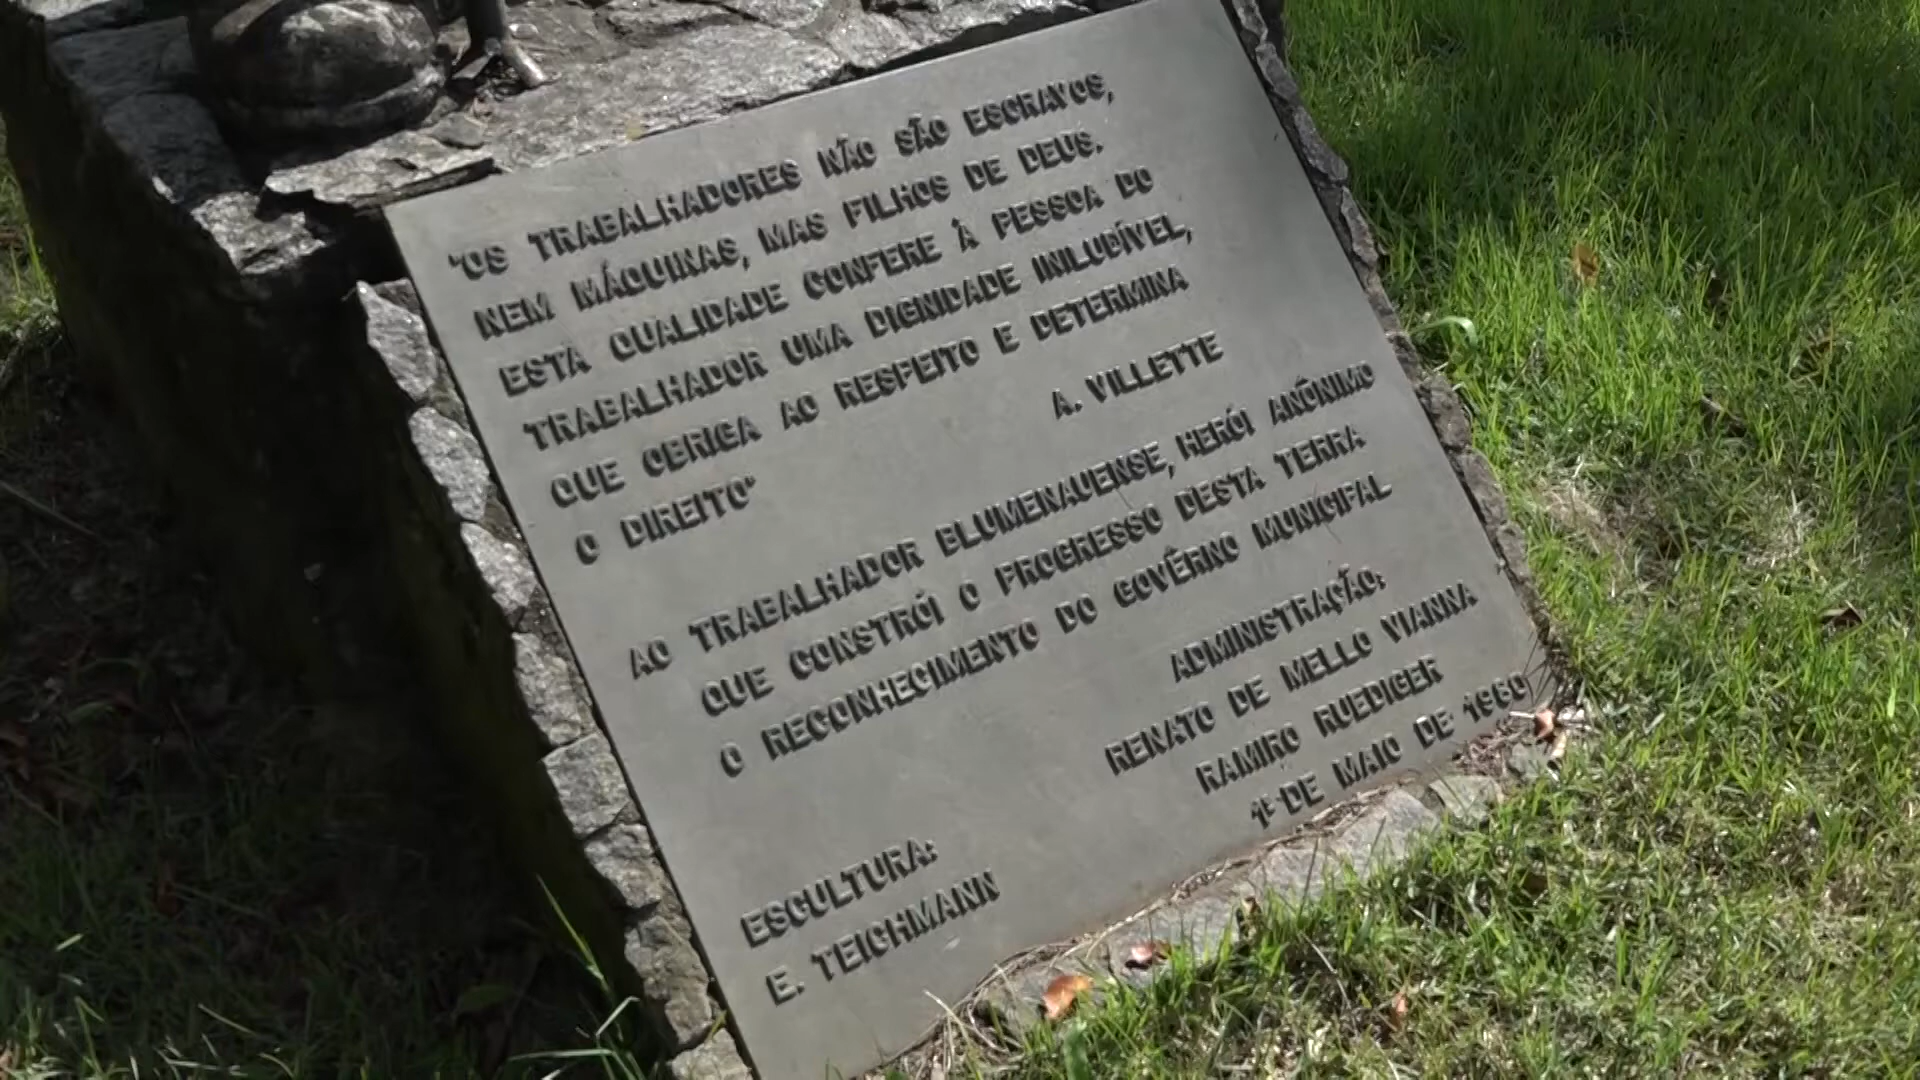 "OS TRABALHADORES NÃO SÃO ESCRAVOS,
NEM MÁQUINAS, MAS FILHOS DE DEUS.
ESTA QUALIDADE CONFERE À PESSOA DO
TRABALHADOR UMA DIGNIDADE INILUDÍVEL,
QUE OBRIGA AO RESPEITO E DETERMINA
O DIREITO"
A. VILLETTE
AO TRABALHADOR BLUMENAUENSE, HERÓI ANÔNIMO
QUE CONSTRÓI O PROGRESSO DESTA TERRA
O RECONHECIMENTO DO GOVÊRNO MUNICIPAL
ADMINISTRAÇÃO:
RENATO DE MELLO VIANNA
RAMIRO RUEDIGER
1º DE MAIO DE 1980
ESCULTURA:
E. TEICHMANN